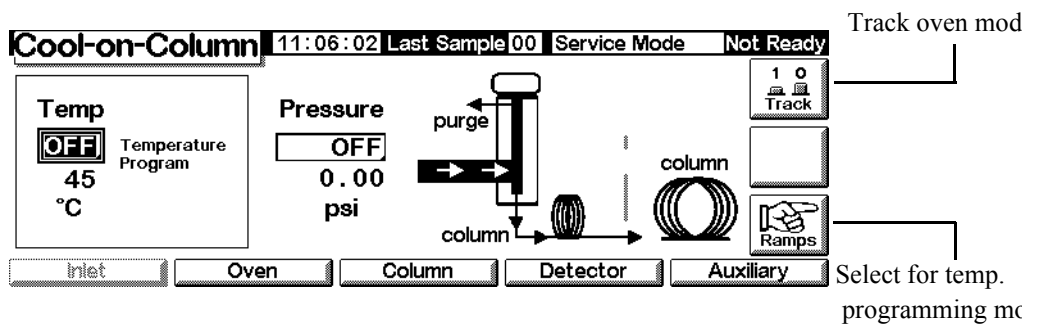 Track oven mod
Cool-on-Column 11:06:02 Last Sample 00 Service Mode Not Ready
1 0
Track
Temp
OFF
Temperature
Program
45
°C
Pressure
OFF
0.00
psi
purge
column
column
Ramps
Inlet Oven Column Detector Auxiliary
Select for temp.
programming mo